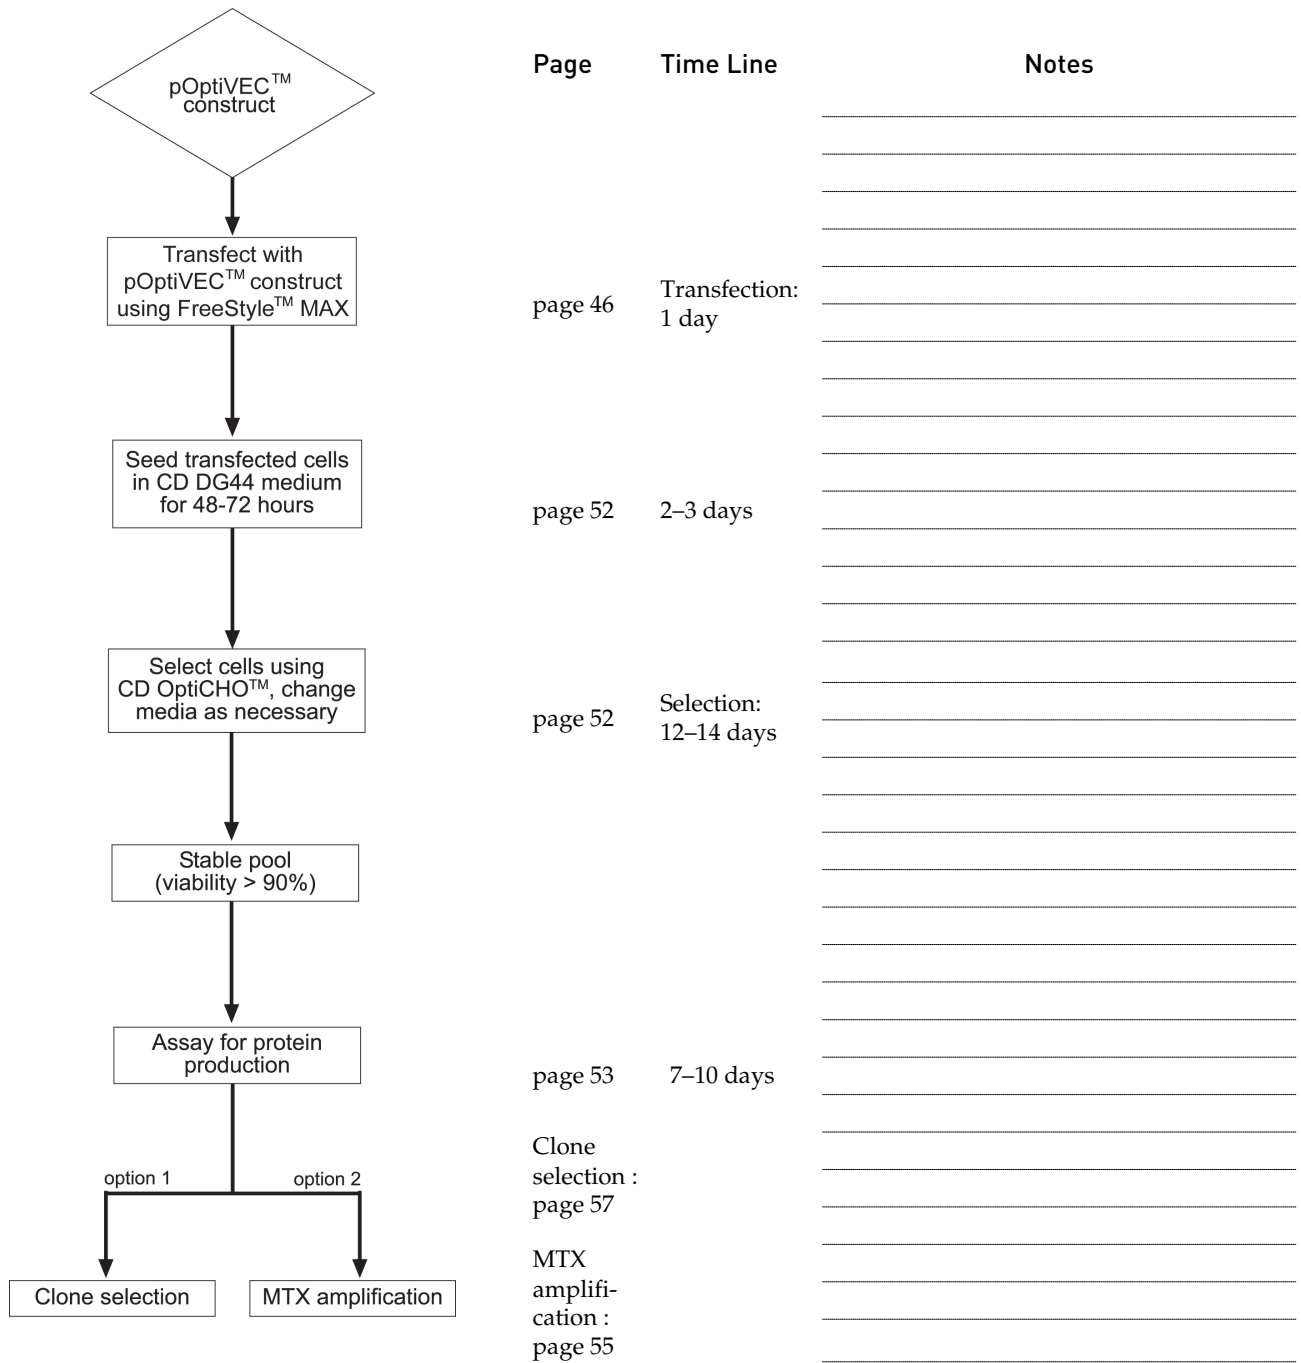 Page Time Line Notes
pOptiVEC™
construct
Transfect with
pOptiVEC™ construct
using FreeStyle™ MAX
page 46
Transfection:
1 day
Seed transfected cells
in CD DG44 medium
for 48-72 hours
page 52
2–3 days
Select cells using
CD OptiCHO™, change
media as necessary
page 52
Selection:
12–14 days
Stable pool
(viability > 90%)
Assay for protein
production
page 53
7–10 days
option 1
option 2
Clone selection
MTX amplification
Clone
selection :
page 57
MTX
amplifi-
cation :
page 55